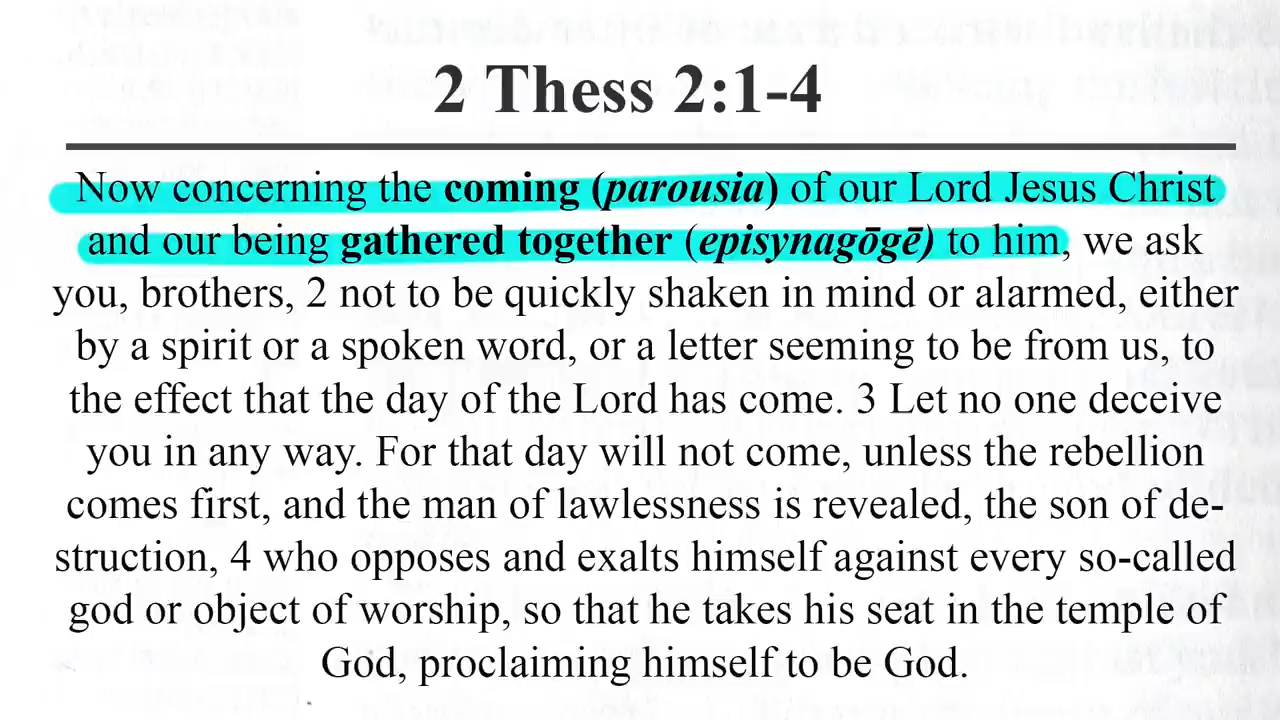 2 Thess 2:1-4
Now concerning the coming (parousia) of our Lord Jesus Christ
and our being gathered together (episynagōgē) to him, we ask
you, brothers, 2 not to be quickly shaken in mind or alarmed, either
by a spirit or a spoken word, or a letter seeming to be from us, to
the effect that the day of the Lord has come. 3 Let no one deceive
you in any way. For that day will not come, unless the rebellion
comes first, and the man of lawlessness is revealed, the son of de-
struction, 4 who opposes and exalts himself against every so-called
god or object of worship, so that he takes his seat in the temple of
God, proclaiming himself to be God.